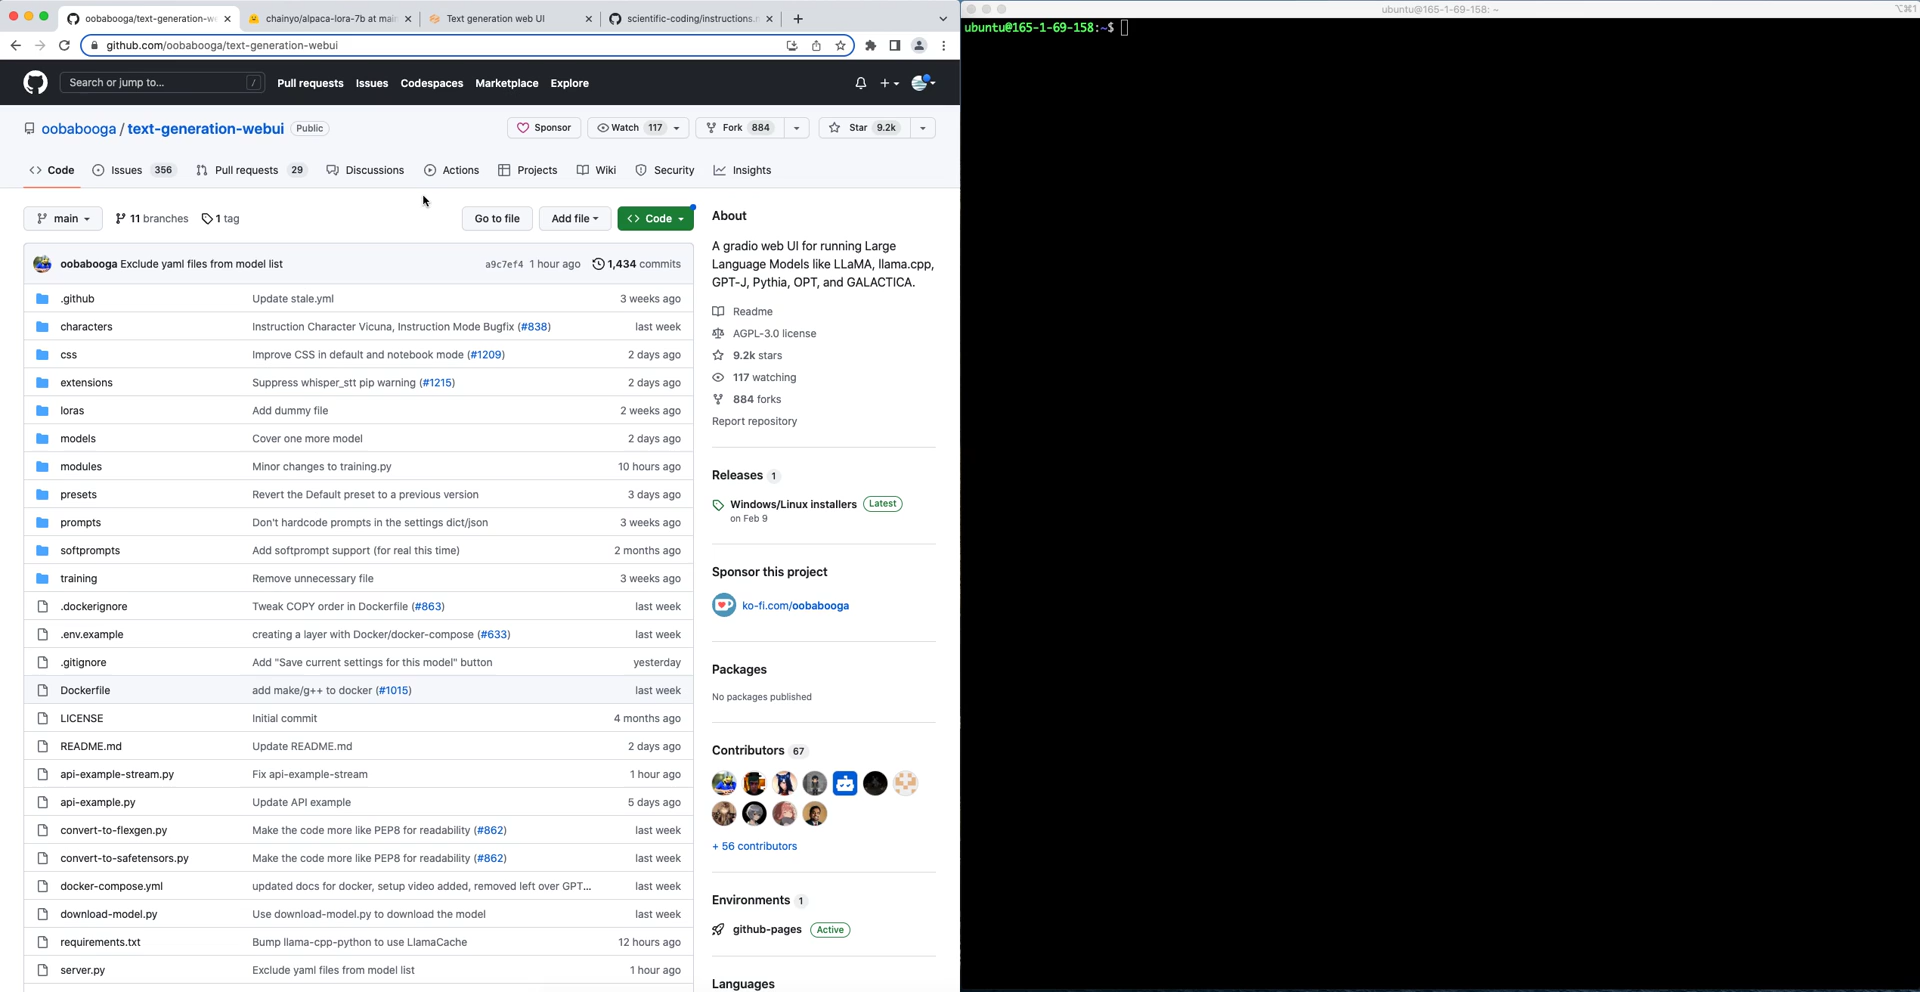 oobabooga/text-generation-w
chainyo/alpaca-lora-7b at mai
Text generation web UI
scientific-coding/instructions.
github.com/oobabooga/text-generation-webui
Search or jump to... /
Pull requests Issues Codespaces Marketplace Explore
oobabooga / text-generation-webui Public
Sponsor Watch 117 Fork 884 Star 9.2k
Code Issues 356 Pull requests 29 Discussions Actions Projects Wiki Security Insights
main 11 branches 1 tag Go to file Add file Code
oobabooga Exclude yaml files from model list a9c7ef4 1 hour ago 1,434 commits
.github Update stale.yml 3 weeks ago
characters Instruction Character Vicuna, Instruction Mode Bugfix (#838) last week
css Improve CSS in default and notebook mode (#1209) 2 days ago
extensions Suppress whisper_stt pip warning (#1215) 2 days ago
loras Add dummy file 2 weeks ago
models Cover one more model 2 days ago
modules Minor changes to training.py 10 hours ago
presets Revert the Default preset to a previous version 3 days ago
prompts Don't hardcode prompts in the settings dict/json 3 weeks ago
softprompts Add softprompt support (for real this time) 2 months ago
training Remove unnecessary file 3 weeks ago
.dockerignore Tweak COPY order in Dockerfile (#863) last week
.env.example creating a layer with Docker/docker-compose (#633) last week
.gitignore Add "Save current settings for this model" button yesterday
Dockerfile add make/g++ to docker (#1015) last week
LICENSE Initial commit 4 months ago
README.md Update README.md 2 days ago
api-example-stream.py Fix api-example-stream 1 hour ago
api-example.py Update API example 5 days ago
convert-to-flexgen.py Make the code more like PEP8 for readability (#862) last week
convert-to-safetensors.py Make the code more like PEP8 for readability (#862) last week
docker-compose.yml updated docs for docker, setup video added, removed left over GPT... last week
download-model.py Use download-model.py to download the model last week
requirements.txt Bump llama-cpp-python to use LlamaCache 12 hours ago
server.py Exclude yaml files from model list 1 hour ago
About
A gradio web UI for running Large
Language Models like LLaMA, llama.cpp,
GPT-J, Pythia, OPT, and GALACTICA.
Readme
AGPL-3.0 license
9.2k stars
117 watching
884 forks
Report repository
Releases 1
Windows/Linux installers Latest
on Feb 9
Sponsor this project
ko-fi.com/oobabooga
Packages
No packages published
Contributors 67
+ 56 contributors
Environments 1
github-pages Active
Languages
ubuntu@165-1-69-158: ~
⌥⌘1
ubuntu@165-1-69-158:~$